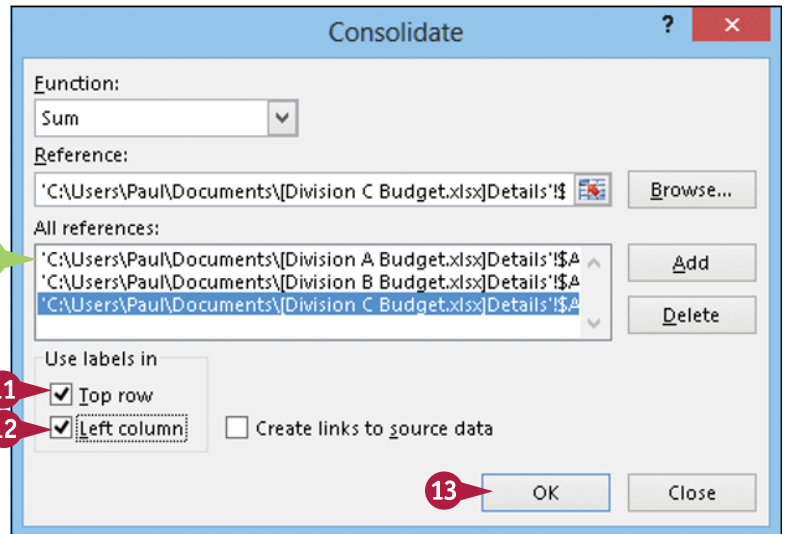 Consolidate ? ×
Function:
Sum
Reference:
'C:\Users\Paul\Documents\[Division C Budget.xlsx]Details'!$ Browse...
All references:
'C:\Users\Paul\Documents\[Division A Budget.xlsx]Details'!$A Add
'C:\Users\Paul\Documents\[Division B Budget.xlsx]Details'!$A
'C:\Users\Paul\Documents\[Division C Budget.xlsx]Details'!$A Delete
Use labels in
11 Top row
12 Left column Create links to source data
13 OK Close